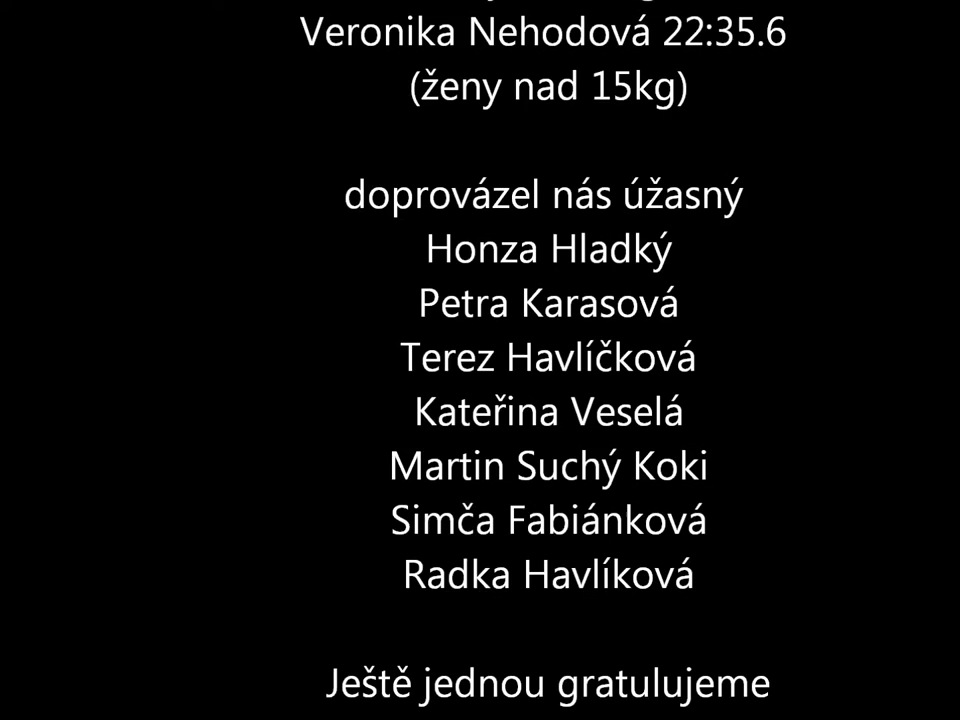 Veronika Nehodová 22:35.6
(ženy nad 15kg)
doprovázel nás úžasný
Honza Hladký
Petra Karasová
Terez Havlíčková
Kateřina Veselá
Martin Suchý Koki
Simča Fabiánková
Radka Havlíková
Ještě jednou gratulujeme